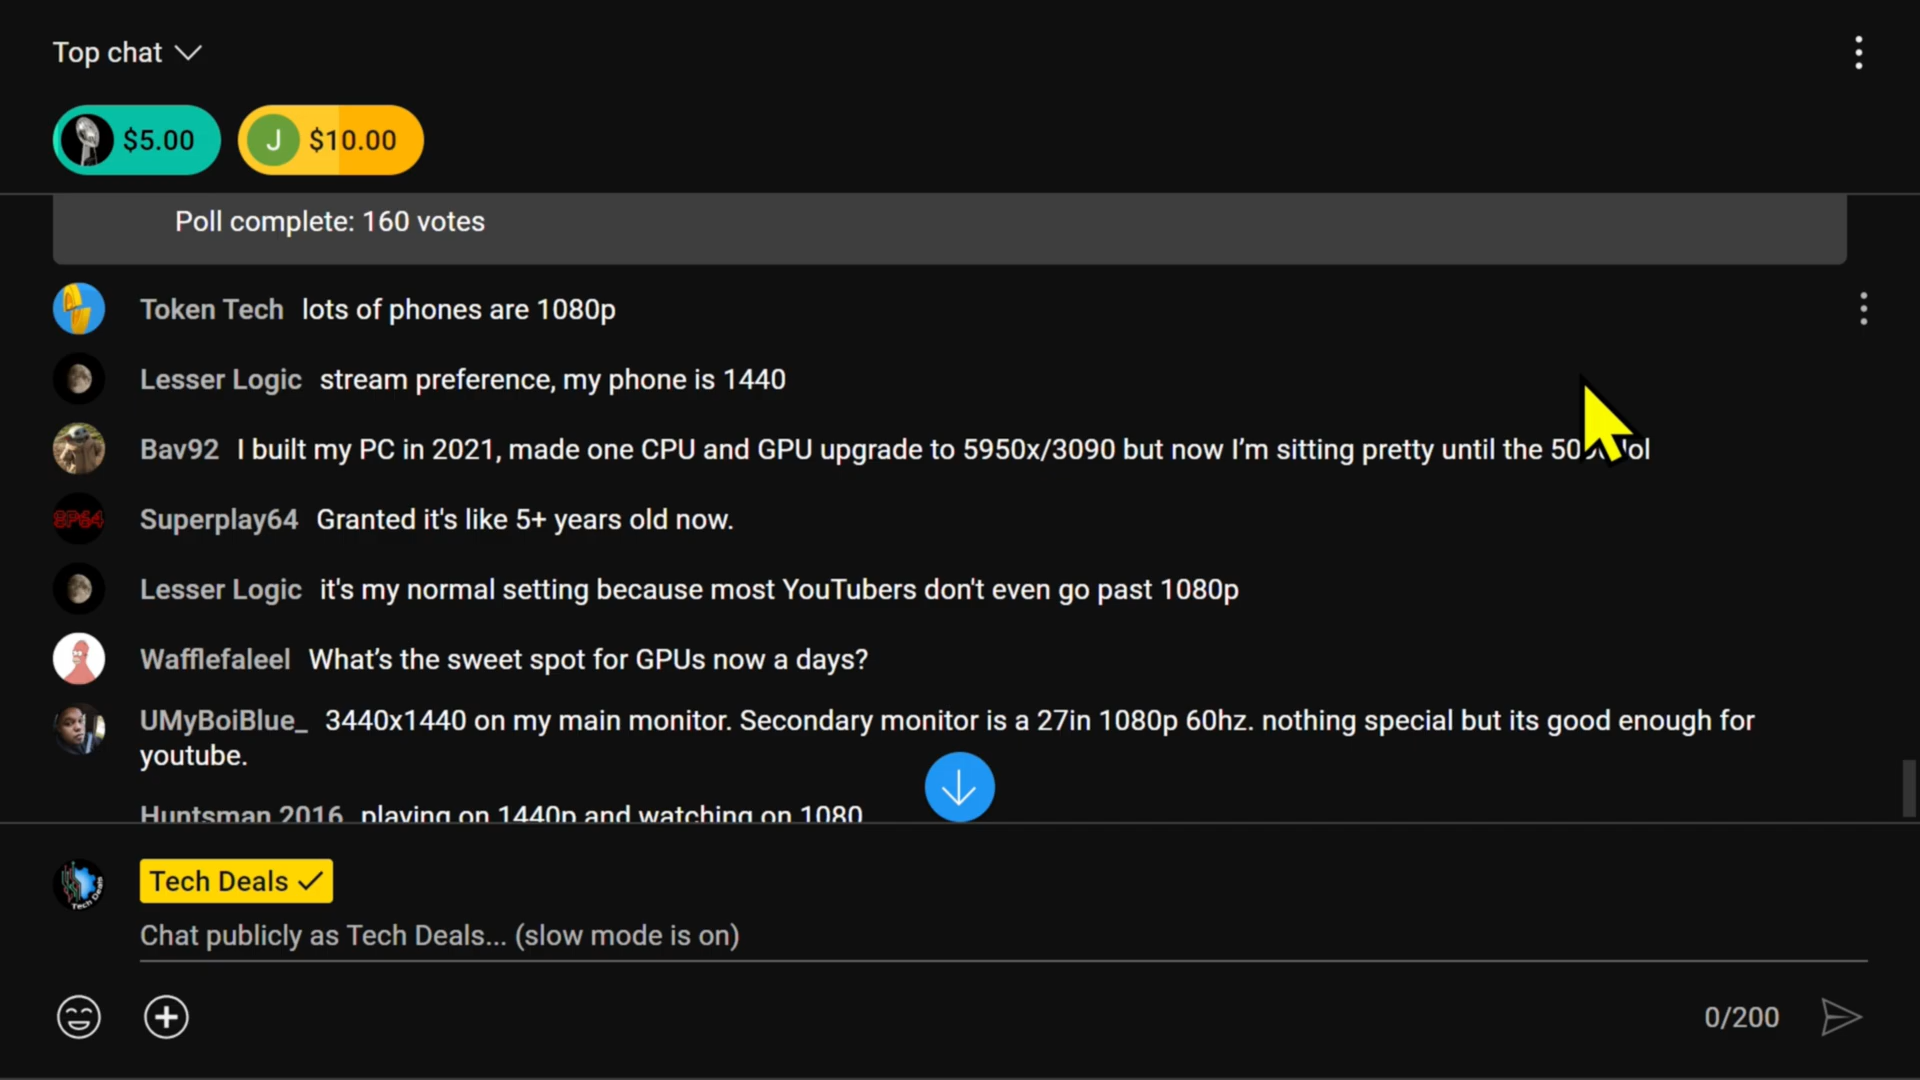 Top chat
$5.00
J $10.00
Poll complete: 160 votes
Token Tech lots of phones are 1080p
Lesser Logic stream preference, my phone is 1440
Bav92 I built my PC in 2021, made one CPU and GPU upgrade to 5950x/3090 but now I'm sitting pretty until the lol
SP64 Superplay64 Granted it's like 5+ years old now.
Lesser Logic it's my normal setting because most YouTubers don't even go past 1080p
Wafflefaleel What's the sweet spot for GPUs now a days?
UMyBoiBlue_ 3440x1440 on my main monitor. Secondary monitor is a 27in 1080p 60hz. nothing special but its good enough for
youtube.
Huntsman 2016 playing on 1440p and watching on 1080
Tech Deals
Tech Deals
Chat publicly as Tech Deals... (slow mode is on)
0/200